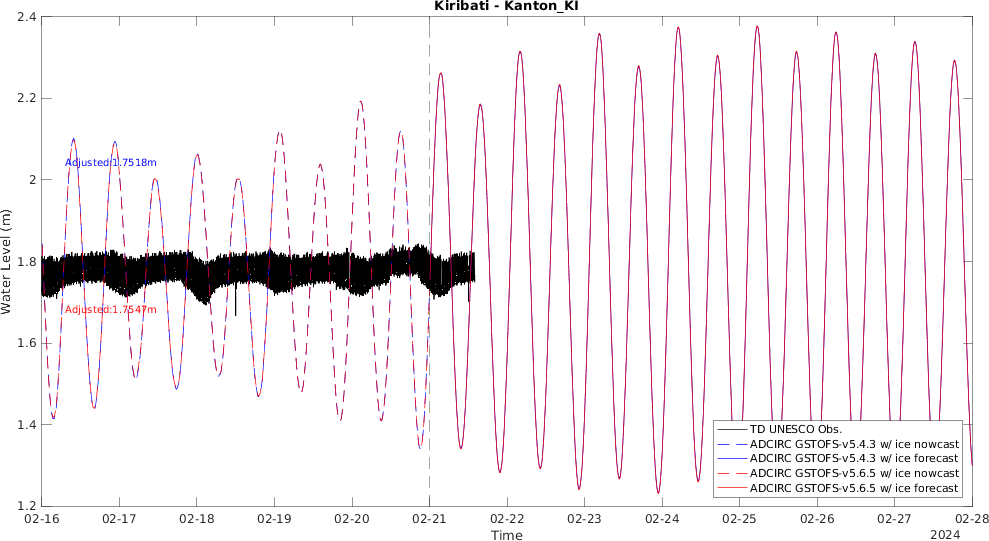 Kiribati - Kanton_KI
Water Level (m)
2.4
2.2
2
1.8
1.6
1.4
1.2
Adjusted:1.7518m
Adjusted:1.7547m
TD UNESCO Obs.
ADCIRC GSTOFS-v5.4.3 w/ ice nowcast
ADCIRC GSTOFS-v5.4.3 w/ ice forecast
ADCIRC GSTOFS-v5.6.5 w/ ice nowcast
ADCIRC GSTOFS-v5.6.5 w/ ice forecast
02-16 02-17 02-18 02-19 02-20 02-21 02-22 02-23 02-24 02-25 02-26 02-27 02-28
Time
2024